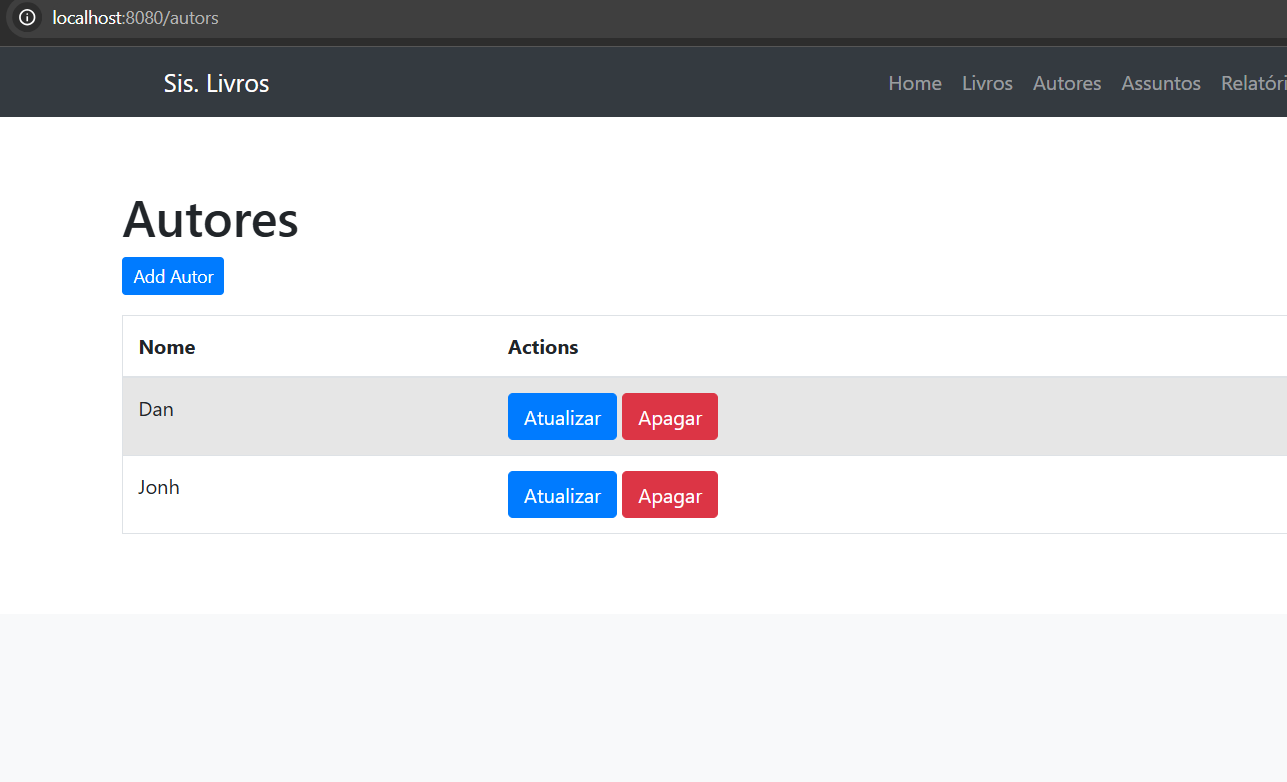 localhost:8080/autors
Sis. Livros Home Livros Autores Assuntos Relatóri
Autores
Add Autor
Nome Actions
Dan Atualizar Apagar
Jonh Atualizar Apagar